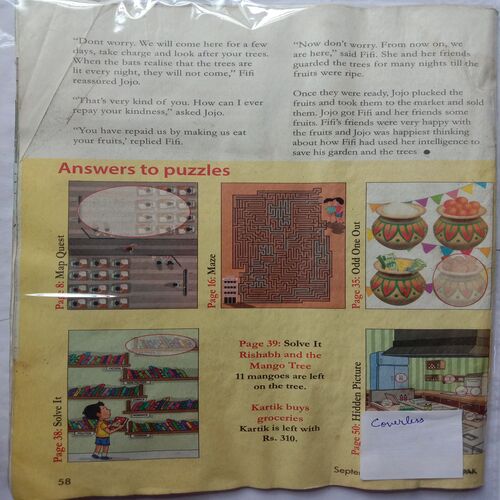 "Dont worry. We will come here for a few
days, take charge and look after your trees.
When the bats realise that the trees are
lit every night, they will not come," Fifi
reassured Jojo.
"That's very kind of you. How can I ever
repay your kindness," asked Jojo.
"You have repaid us by making us eat
your fruits,' replied Fifi.
"Now don't worry. From now on, we
are here," said Fifi. She and her friends
guarded the trees for many nights till the
fruits were ripe.
Once they were ready, Jojo plucked the
fruits and took them to the market and sold
them. Jojo got Fifi and her friends some
fruits. Fifi's friends were very happy with
the fruits and Jojo was happiest thinking
about how Fifi had used her intelligence to
save his garden and the trees
Answers to puzzles
Page 8: Map Quest
Page 16: Maze
Page 35: Odd One Out
Page 38: Solve It
Page 39: Solve It
Rishabh and the
Mango Tree
11 mangoes are left
on the tree.
Kartik buys
groceries
Kartik is left with
Rs. 310.
Page 50: Hidden Picture
Coverless
58
Septe
PAK